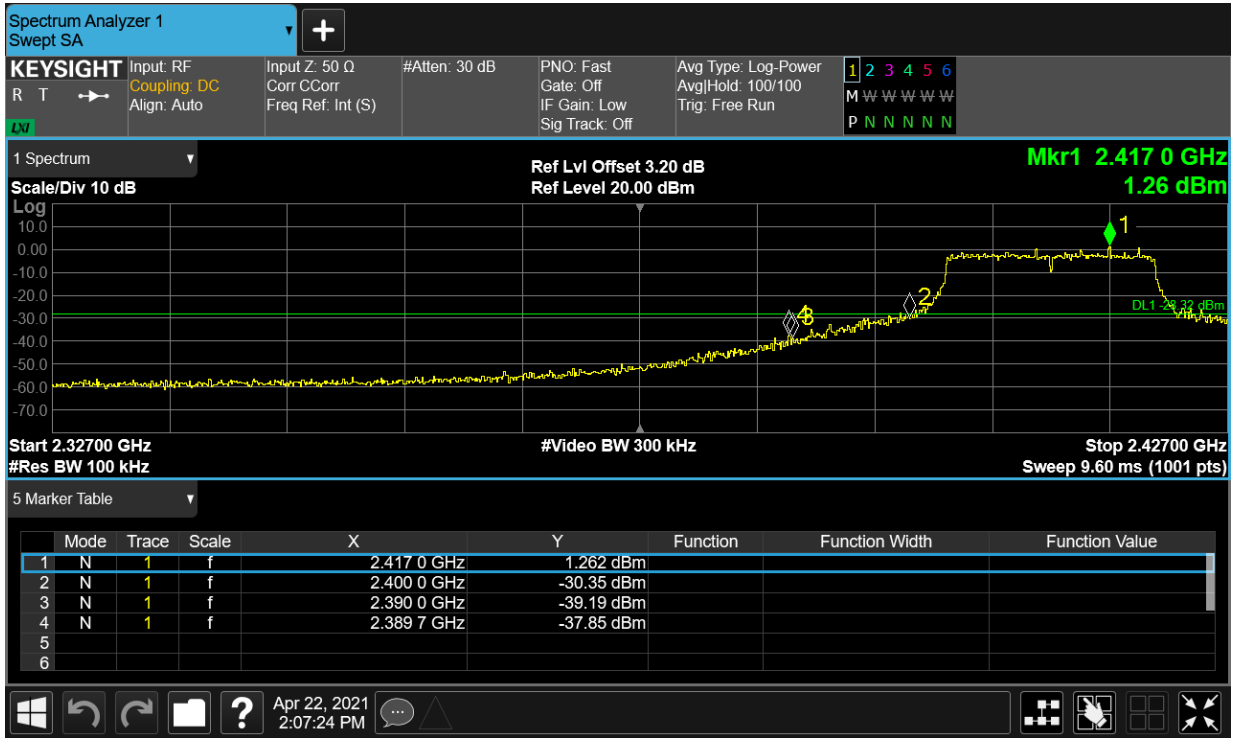 Spectrum Analyzer 1
Swept SA
KEYSIGHT
R T
LXI
Input: RF
Coupling: DC
Align: Auto
Input Z: 50 Ω
Corr CCorr
Freq Ref: Int (S)
#Atten: 30 dB
PNO: Fast
Gate: Off
IF Gain: Low
Sig Track: Off
Avg Type: Log-Power
Avg|Hold: 100/100
Trig: Free Run
1 2 3 4 5 6
M W W W W W
P N N N N N
1 Spectrum
Ref Lvl Offset 3.20 dB
Mkr1 2.417 0 GHz
Scale/Div 10 dB
Ref Level 20.00 dBm
1.26 dBm
Log
10.0
0.00
-10.0
-20.0
-30.0
-40.0
-50.0
-60.0
-70.0
1
2
4
3
DL1 -28.32 dBm
Start 2.32700 GHz
#Video BW 300 kHz
Stop 2.42700 GHz
#Res BW 100 kHz
Sweep 9.60 ms (1001 pts)
5 Marker Table
Mode Trace Scale X Y Function Function Width Function Value
1 N 1 f 2.417 0 GHz 1.262 dBm
2 N 1 f 2.400 0 GHz -30.35 dBm
3 N 1 f 2.390 0 GHz -39.19 dBm
4 N 1 f 2.389 7 GHz -37.85 dBm
5
6
?
Apr 22, 2021
2:07:24 PM